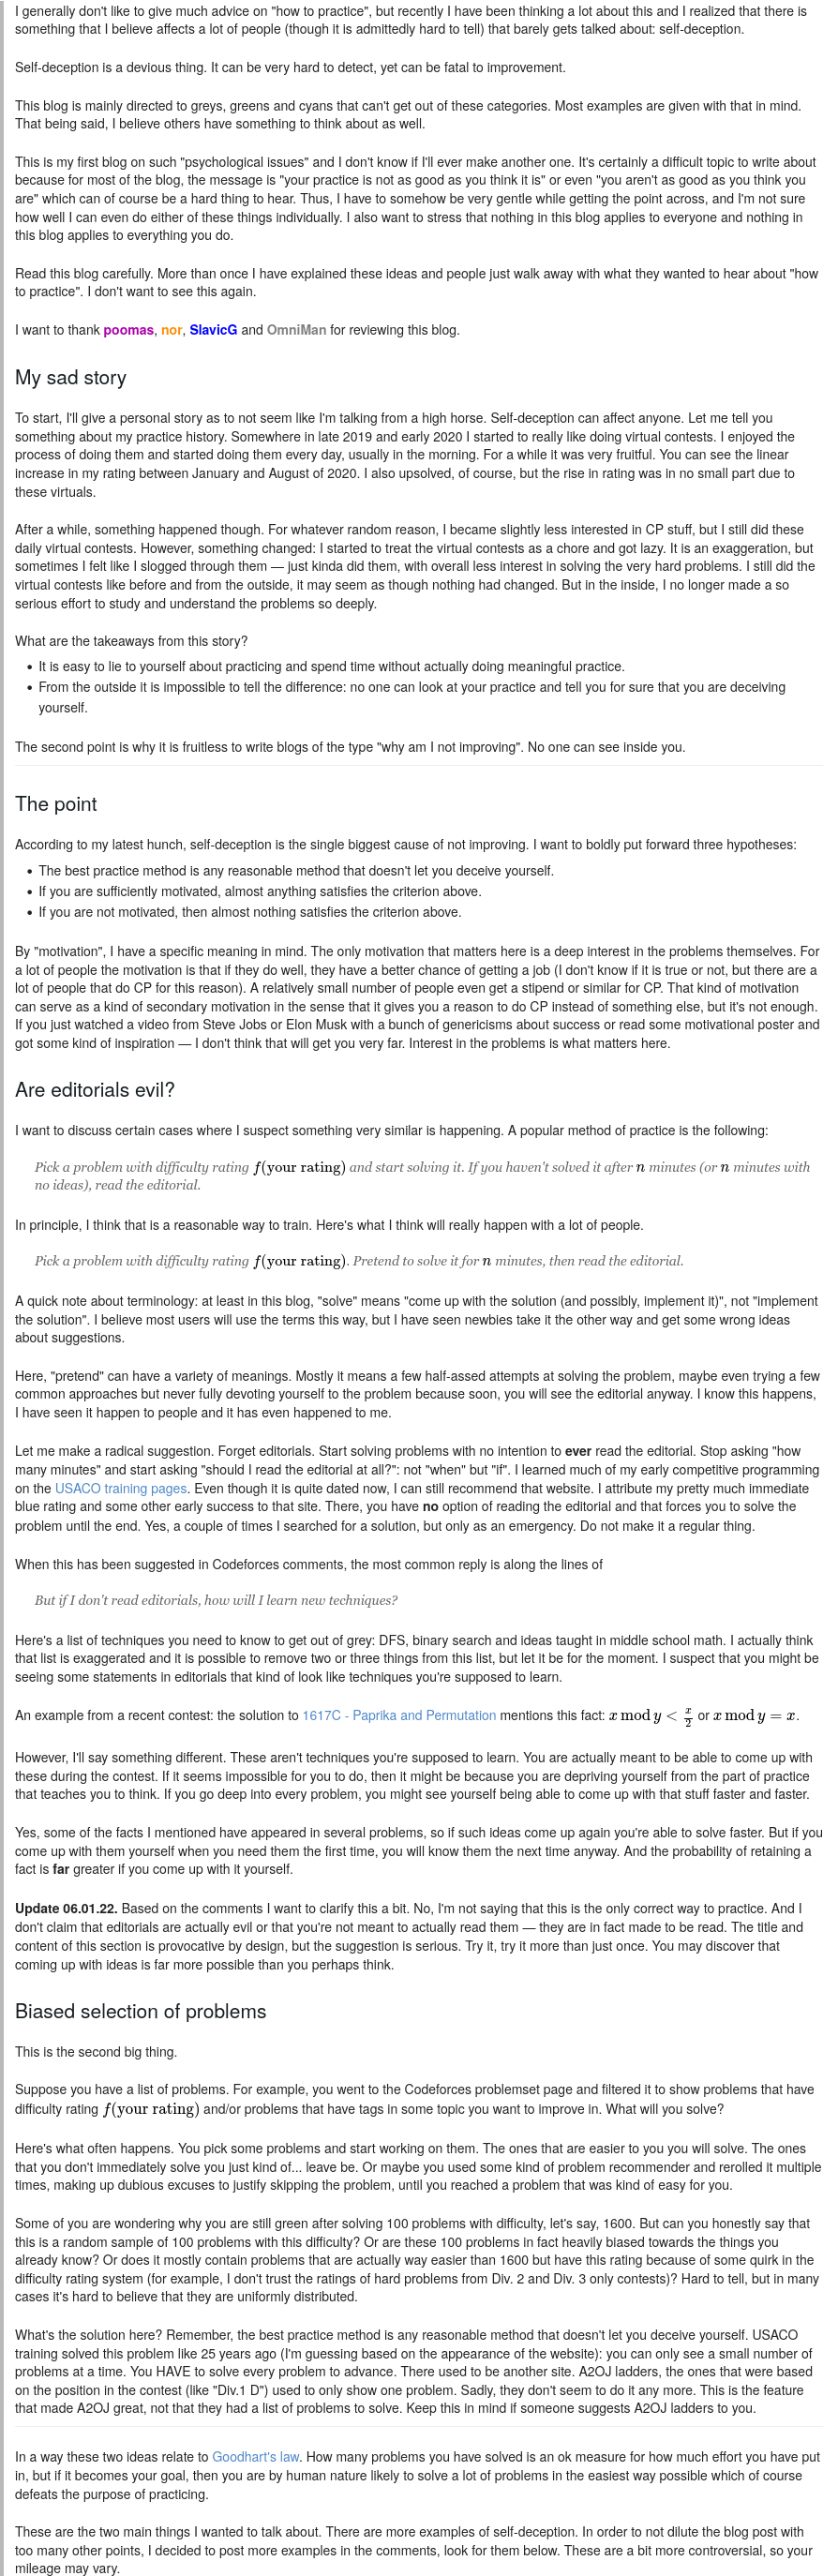 I generally don't like to give much advice on "how to practice", but recently I have been thinking a lot about this and I realized that there is
something that I believe affects a lot of people (though it is admittedly hard to tell) that barely gets talked about: self-deception.
Self-deception is a devious thing. It can be very hard to detect, yet can be fatal to improvement.
This blog is mainly directed to greys, greens and cyans that can't get out of these categories. Most examples are given with that in mind.
That being said, I believe others have something to think about as well.
This is my first blog on such "psychological issues" and I don't know if I'll ever make another one. It's certainly a difficult topic to write about
because for most of the blog, the message is "your practice is not as good as you think it is" or even "you aren't as good as you think you
are" which can of course be a hard thing to hear. Thus, I have to somehow be very gentle while getting the point across, and I'm not sure
how well I can even do either of these things individually. I also want to stress that nothing in this blog applies to everyone and nothing in
this blog applies to everything you do.
Read this blog carefully. More than once I have explained these ideas and people just walk away with what they wanted to hear about "how
to practice". I don't want to see this again.
I want to thank poomas, nor, SlavicG and OmniMan for reviewing this blog.
My sad story
To start, I'll give a personal story as to not seem like I'm talking from a high horse. Self-deception can affect anyone. Let me tell you
something about my practice history. Somewhere in late 2019 and early 2020 I started to really like doing virtual contests. I enjoyed the
process of doing them and started doing them every day, usually in the morning. For a while it was very fruitful. You can see the linear
increase in my rating between January and August of 2020. I also upsolved, of course, but the rise in rating was in no small part due to
these virtuals.
After a while, something happened though. For whatever random reason, I became slightly less interested in CP stuff, but I still did these
daily virtual contests. However, something changed: I started to treat the virtual contests as a chore and got lazy. It is an exaggeration, but
sometimes I felt like I slogged through them — just kinda did them, with overall less interest in solving the very hard problems. I still did the
virtual contests like before and from the outside, it may seem as though nothing had changed. But in the inside, I no longer made a so
serious effort to study and understand the problems so deeply.
What are the takeaways from this story?
• It is easy to lie to yourself about practicing and spend time without actually doing meaningful practice.
• From the outside it is impossible to tell the difference: no one can look at your practice and tell you for sure that you are deceiving
yourself.
The second point is why it is fruitless to write blogs of the type "why am I not improving". No one can see inside you.
The point
According to my latest hunch, self-deception is the single biggest cause of not improving. I want to boldly put forward three hypotheses:
• The best practice method is any reasonable method that doesn't let you deceive yourself.
• If you are sufficiently motivated, almost anything satisfies the criterion above.
• If you are not motivated, then almost nothing satisfies the criterion above.
By "motivation", I have a specific meaning in mind. The only motivation that matters here is a deep interest in the problems themselves. For
a lot of people the motivation is that if they do well, they have a better chance of getting a job (I don't know if it is true or not, but there are a
lot of people that do CP for this reason). A relatively small number of people even get a stipend or similar for CP. That kind of motivation
can serve as a kind of secondary motivation in the sense that it gives you a reason to do CP instead of something else, but it's not enough.
If you just watched a video from Steve Jobs or Elon Musk with a bunch of genericisms about success or read some motivational poster and
got some kind of inspiration — I don't think that will get you very far. Interest in the problems is what matters here.
Are editorials evil?
I want to discuss certain cases where I suspect something very similar is happening. A popular method of practice is the following:
Pick a problem with difficulty rating f(your rating) and start solving it. If you haven't solved it after n minutes (or n minutes with
no ideas), read the editorial.
In principle, I think that is a reasonable way to train. Here's what I think will really happen with a lot of people.
Pick a problem with difficulty rating f(your rating). Pretend to solve it for n minutes, then read the editorial.
A quick note about terminology: at least in this blog, "solve" means "come up with the solution (and possibly, implement it)", not "implement
the solution". I believe most users will use the terms this way, but I have seen newbies take it the other way and get some wrong ideas
about suggestions.
Here, "pretend" can have a variety of meanings. Mostly it means a few half-assed attempts at solving the problem, maybe even trying a few
common approaches but never fully devoting yourself to the problem because soon, you will see the editorial anyway. I know this happens,
I have seen it happen to people and it has even happened to me.
Let me make a radical suggestion. Forget editorials. Start solving problems with no intention to ever read the editorial. Stop asking "how
many minutes" and start asking "should I read the editorial at all?": not "when" but "if". I learned much of my early competitive programming
on the USACO training pages. Even though it is quite dated now, I can still recommend that website. I attribute my pretty much immediate
blue rating and some other early success to that site. There, you have no option of reading the editorial and that forces you to solve the
problem until the end. Yes, a couple of times I searched for a solution, but only as an emergency. Do not make it a regular thing.
When this has been suggested in Codeforces comments, the most common reply is along the lines of
But if I don't read editorials, how will I learn new techniques?
Here's a list of techniques you need to know to get out of grey: DFS, binary search and ideas taught in middle school math. I actually think
that list is exaggerated and it is possible to remove two or three things from this list, but let it be for the moment. I suspect that you might be
seeing some statements in editorials that kind of look like techniques you're supposed to learn.
An example from a recent contest: the solution to 1617C - Paprika and Permutation mentions this fact: x mod y < x/2 or x mod y = x.
However, I'll say something different. These aren't techniques you're supposed to learn. You are actually meant to be able to come up with
these during the contest. If it seems impossible for you to do, then it might be because you are depriving yourself from the part of practice
that teaches you to think. If you go deep into every problem, you might see yourself being able to come up with that stuff faster and faster.
Yes, some of the facts I mentioned have appeared in several problems, so if such ideas come up again you're able to solve faster. But if you
come up with them yourself when you need them the first time, you will know them the next time anyway. And the probability of retaining a
fact is far greater if you come up with it yourself.
Update 06.01.22. Based on the comments I want to clarify this a bit. No, I'm not saying that this is the only correct way to practice. And I
don't claim that editorials are actually evil or that you're not meant to actually read them — they are in fact made to be read. The title and
content of this section is provocative by design, but the suggestion is serious. Try it, try it more than just once. You may discover that
coming up with ideas is far more possible than you perhaps think.
Biased selection of problems
This is the second big thing.
Suppose you have a list of problems. For example, you went to the Codeforces problemset page and filtered it to show problems that have
difficulty rating f(your rating) and/or problems that have tags in some topic you want to improve in. What will you solve?
Here's what often happens. You pick some problems and start working on them. The ones that are easier to you you will solve. The ones
that you don't immediately solve you just kind of... leave be. Or maybe you used some kind of problem recommender and rerolled it multiple
times, making up dubious excuses to justify skipping the problem, until you reached a problem that was kind of easy for you.
Some of you are wondering why you are still green after solving 100 problems with difficulty, let's say, 1600. But can you honestly say that
this is a random sample of 100 problems with this difficulty? Or are these 100 problems in fact heavily biased towards the things you
already know? Or does it mostly contain problems that are actually way easier than 1600 but have this rating because of some quirk in the
difficulty rating system (for example, I don't trust the ratings of hard problems from Div. 2 and Div. 3 only contests)? Hard to tell, but in many
cases it's hard to believe that they are uniformly distributed.
What's the solution here? Remember, the best practice method is any reasonable method that doesn't let you deceive yourself. USACO
training solved this problem like 25 years ago (I'm guessing based on the appearance of the website): you can only see a small number of
problems at a time. You HAVE to solve every problem to advance. There used to be another site. A2OJ ladders, the ones that were based
on the position in the contest (like "Div.1 D") used to only show one problem. Sadly, they don't seem to do it any more. This is the feature
that made A2OJ great, not that they had a list of problems to solve. Keep this in mind if someone suggests A2OJ ladders to you.
In a way these two ideas relate to Goodhart's law. How many problems you have solved is an ok measure for how much effort you have put
in, but if it becomes your goal, then you are by human nature likely to solve a lot of problems in the easiest way possible which of course
defeats the purpose of practicing.
These are the two main things I wanted to talk about. There are more examples of self-deception. In order to not dilute the blog post with
too many other points, I decided to post more examples in the comments, look for them below. These are a bit more controversial, so your
mileage may vary.